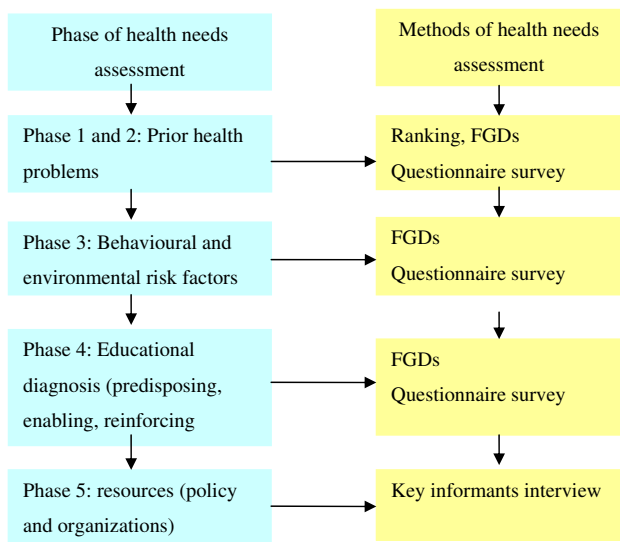 Phase of health needs
assessment
Methods of health needs
assessment
Phase 1 and 2: Prior health
problems
Ranking, FGDs
Questionnaire survey
Phase 3: Behavioural and
environmental risk factors
FGDs
Questionnaire survey
Phase 4: Educational
diagnosis (predisposing,
enabling, reinforcing
FGDs
Questionnaire survey
Phase 5: resources (policy
and organizations)
Key informants interview